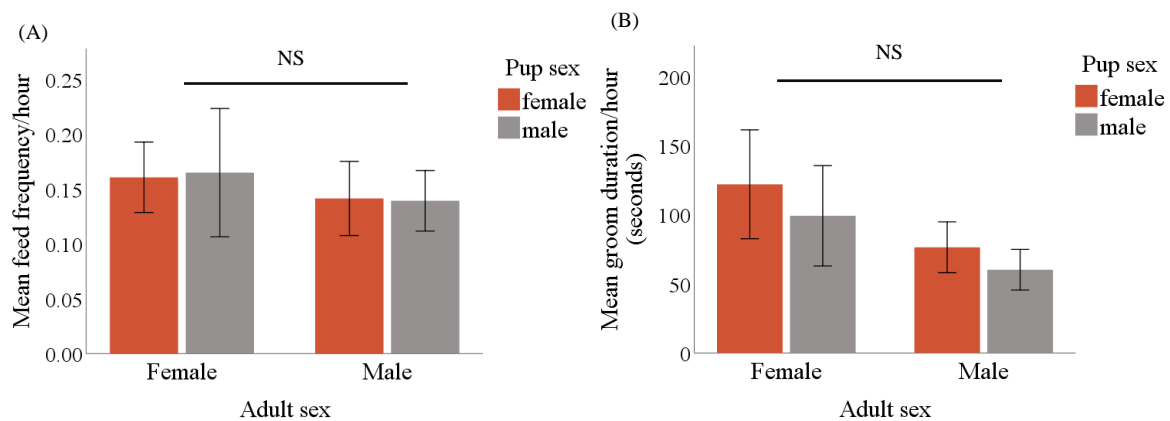 (A)
NS
Mean feed frequency/hour
0.25
0.20
0.15
0.10
0.05
0.00
Female
Male
Adult sex
Pup sex
female
male
(B)
NS
Mean groom duration/hour
(seconds)
200
150
100
50
0
Female
Male
Adult sex
Pup sex
female
male